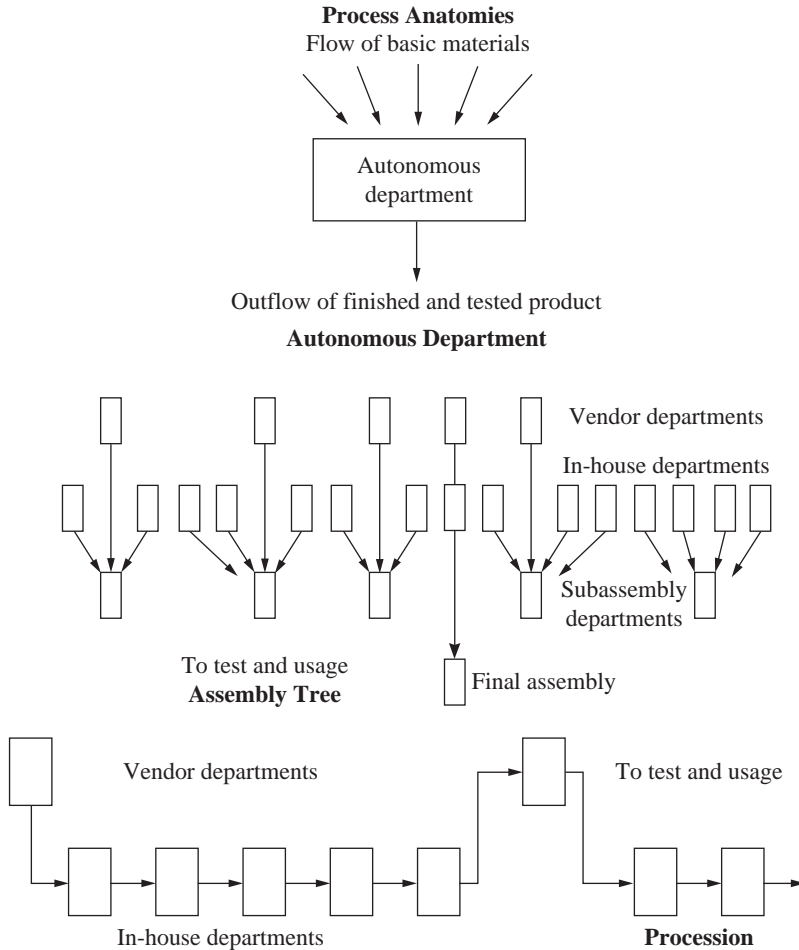 Process Anatomies
Flow of basic materials
Autonomous
department
Outflow of finished and tested product
Autonomous Department
Vendor departments
In-house departments
Subassembly
departments
To test and usage
Assembly Tree
Final assembly
Vendor departments
To test and usage
In-house departments
Procession